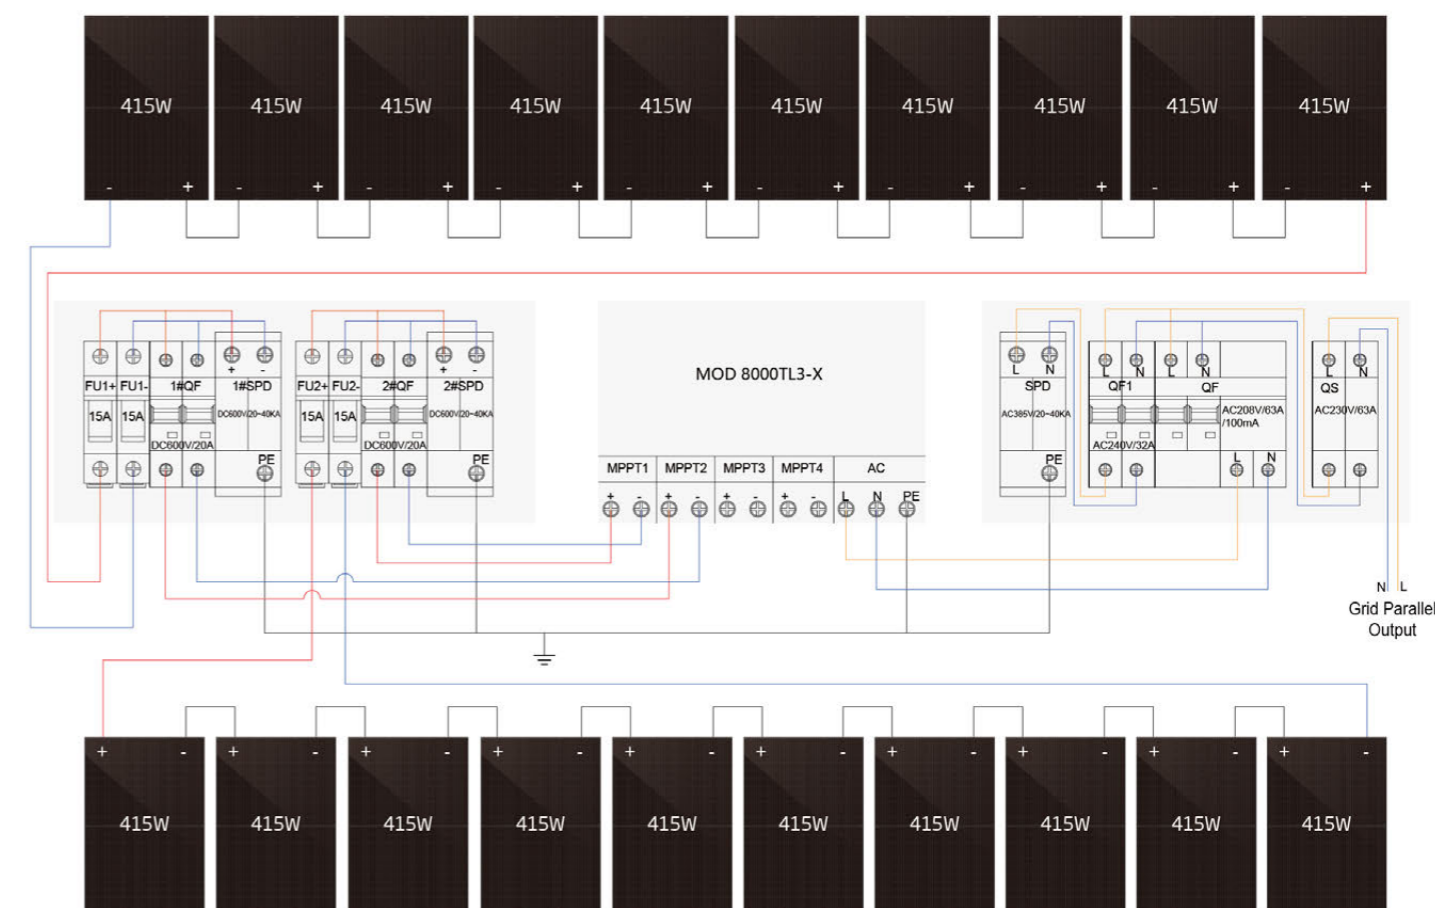 415W 415W 415W 415W 415W 415W 415W 415W 415W 415W
- + - + - + - + - + - + - + - + - + - +
+ - + - L N L N L N L N
FU1+ FU1- 1#QF 1#SPD FU2+ FU2- 2#QF 2#SPD
15A 15A DC600V/20~40KA 15A 15A DC600V/20~40KA
DC600V/20A DC600V/20A
PE PE
MOD 8000TL3-X
MPPT1 MPPT2 MPPT3 MPPT4 AC
+ - + - + - + - L N PE
SPD QF1 QF QS
AC385V/20~40KA AC208V/63A AC230V/63A
/100mA
AC240V/32A
PE L N
N L
Grid Parallel
Output
+ - + - + - + - + - + - + - + - + - + -
415W 415W 415W 415W 415W 415W 415W 415W 415W 415W